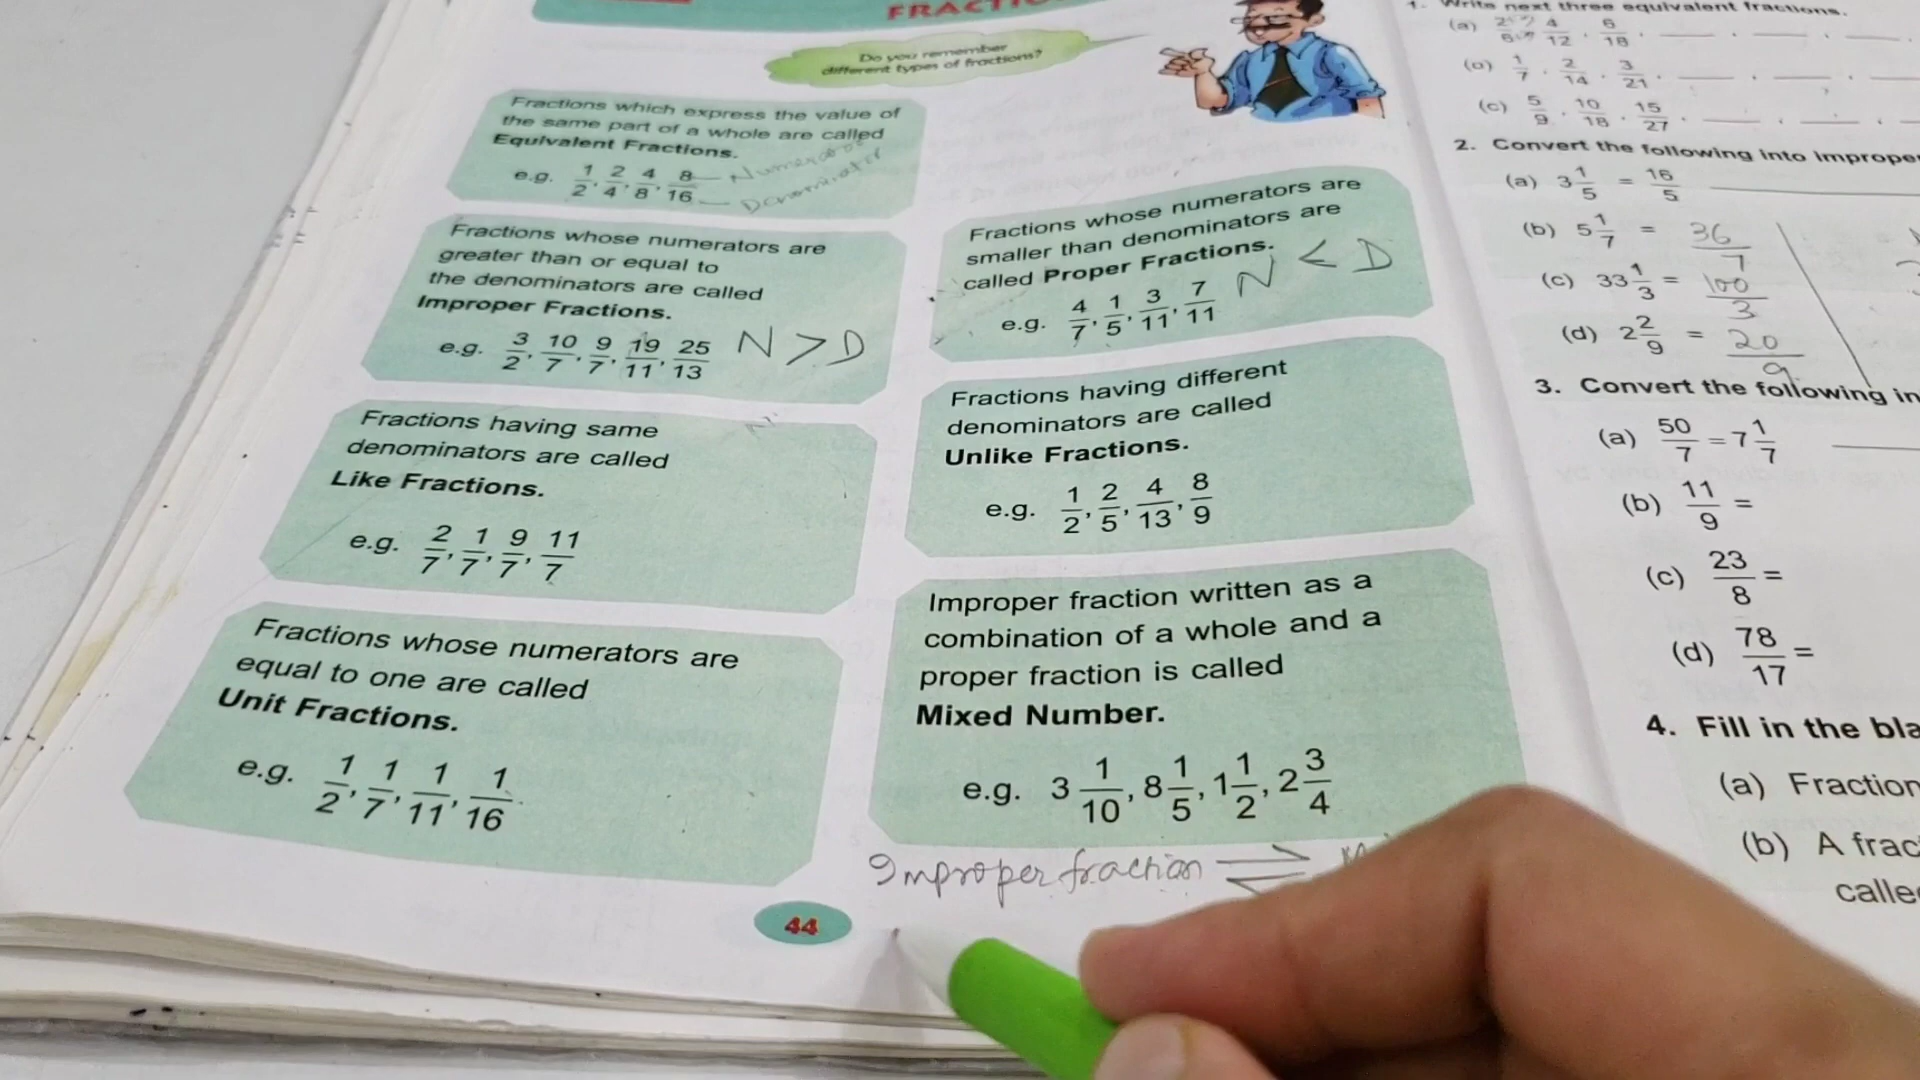 FRACTIO
Do you remember
different types of fractions?
Fractions which express the value of
the same part of a whole are called
Equivalent Fractions.
e.g. 1/2, 2/4, 4/8, 8/16
Numerator
Denominator
Fractions whose numerators are
greater than or equal to
the denominators are called
Improper Fractions.
e.g. 3/2, 10/7, 9/7, 19/11, 25/13 N > D
Fractions having same
denominators are called
Like Fractions.
e.g. 2/7, 1/7, 9/7, 11/7
Fractions whose numerators are
equal to one are called
Unit Fractions.
e.g. 1/2, 1/7, 1/11, 1/16
Fractions whose numerators are
smaller than denominators are
called Proper Fractions.
N < D
e.g. 4/7, 1/5, 3/11, 7/11
Fractions having different
denominators are called
Unlike Fractions.
e.g. 1/2, 2/5, 4/13, 8/9
Improper fraction written as a
combination of a whole and a
proper fraction is called
Mixed Number.
e.g. 3 1/10, 8 1/5, 1 1/2, 2 3/4
Improper fraction ⇌
44
1. Write next three equivalent fractions.
(a) 2/6, 4/12, 6/18, ____ , ____ , ____
1/7, 2/14, 3/21, ____ , ____ , ____
(c) 5/9, 10/18, 15/27, ____ , ____ , ____
2. Convert the following into improper
(a) 3 1/5 = 16/5
(b) 5 1/7 = 36/7
(c) 33 1/3 = 100/3
(d) 2 2/9 = 20/9
3. Convert the following in
(a) 50/7 = 7 1/7
(b) 11/9 =
(c) 23/8 =
(d) 78/17 =
4. Fill in the bla
(a) Fraction
(b) A frac
calle